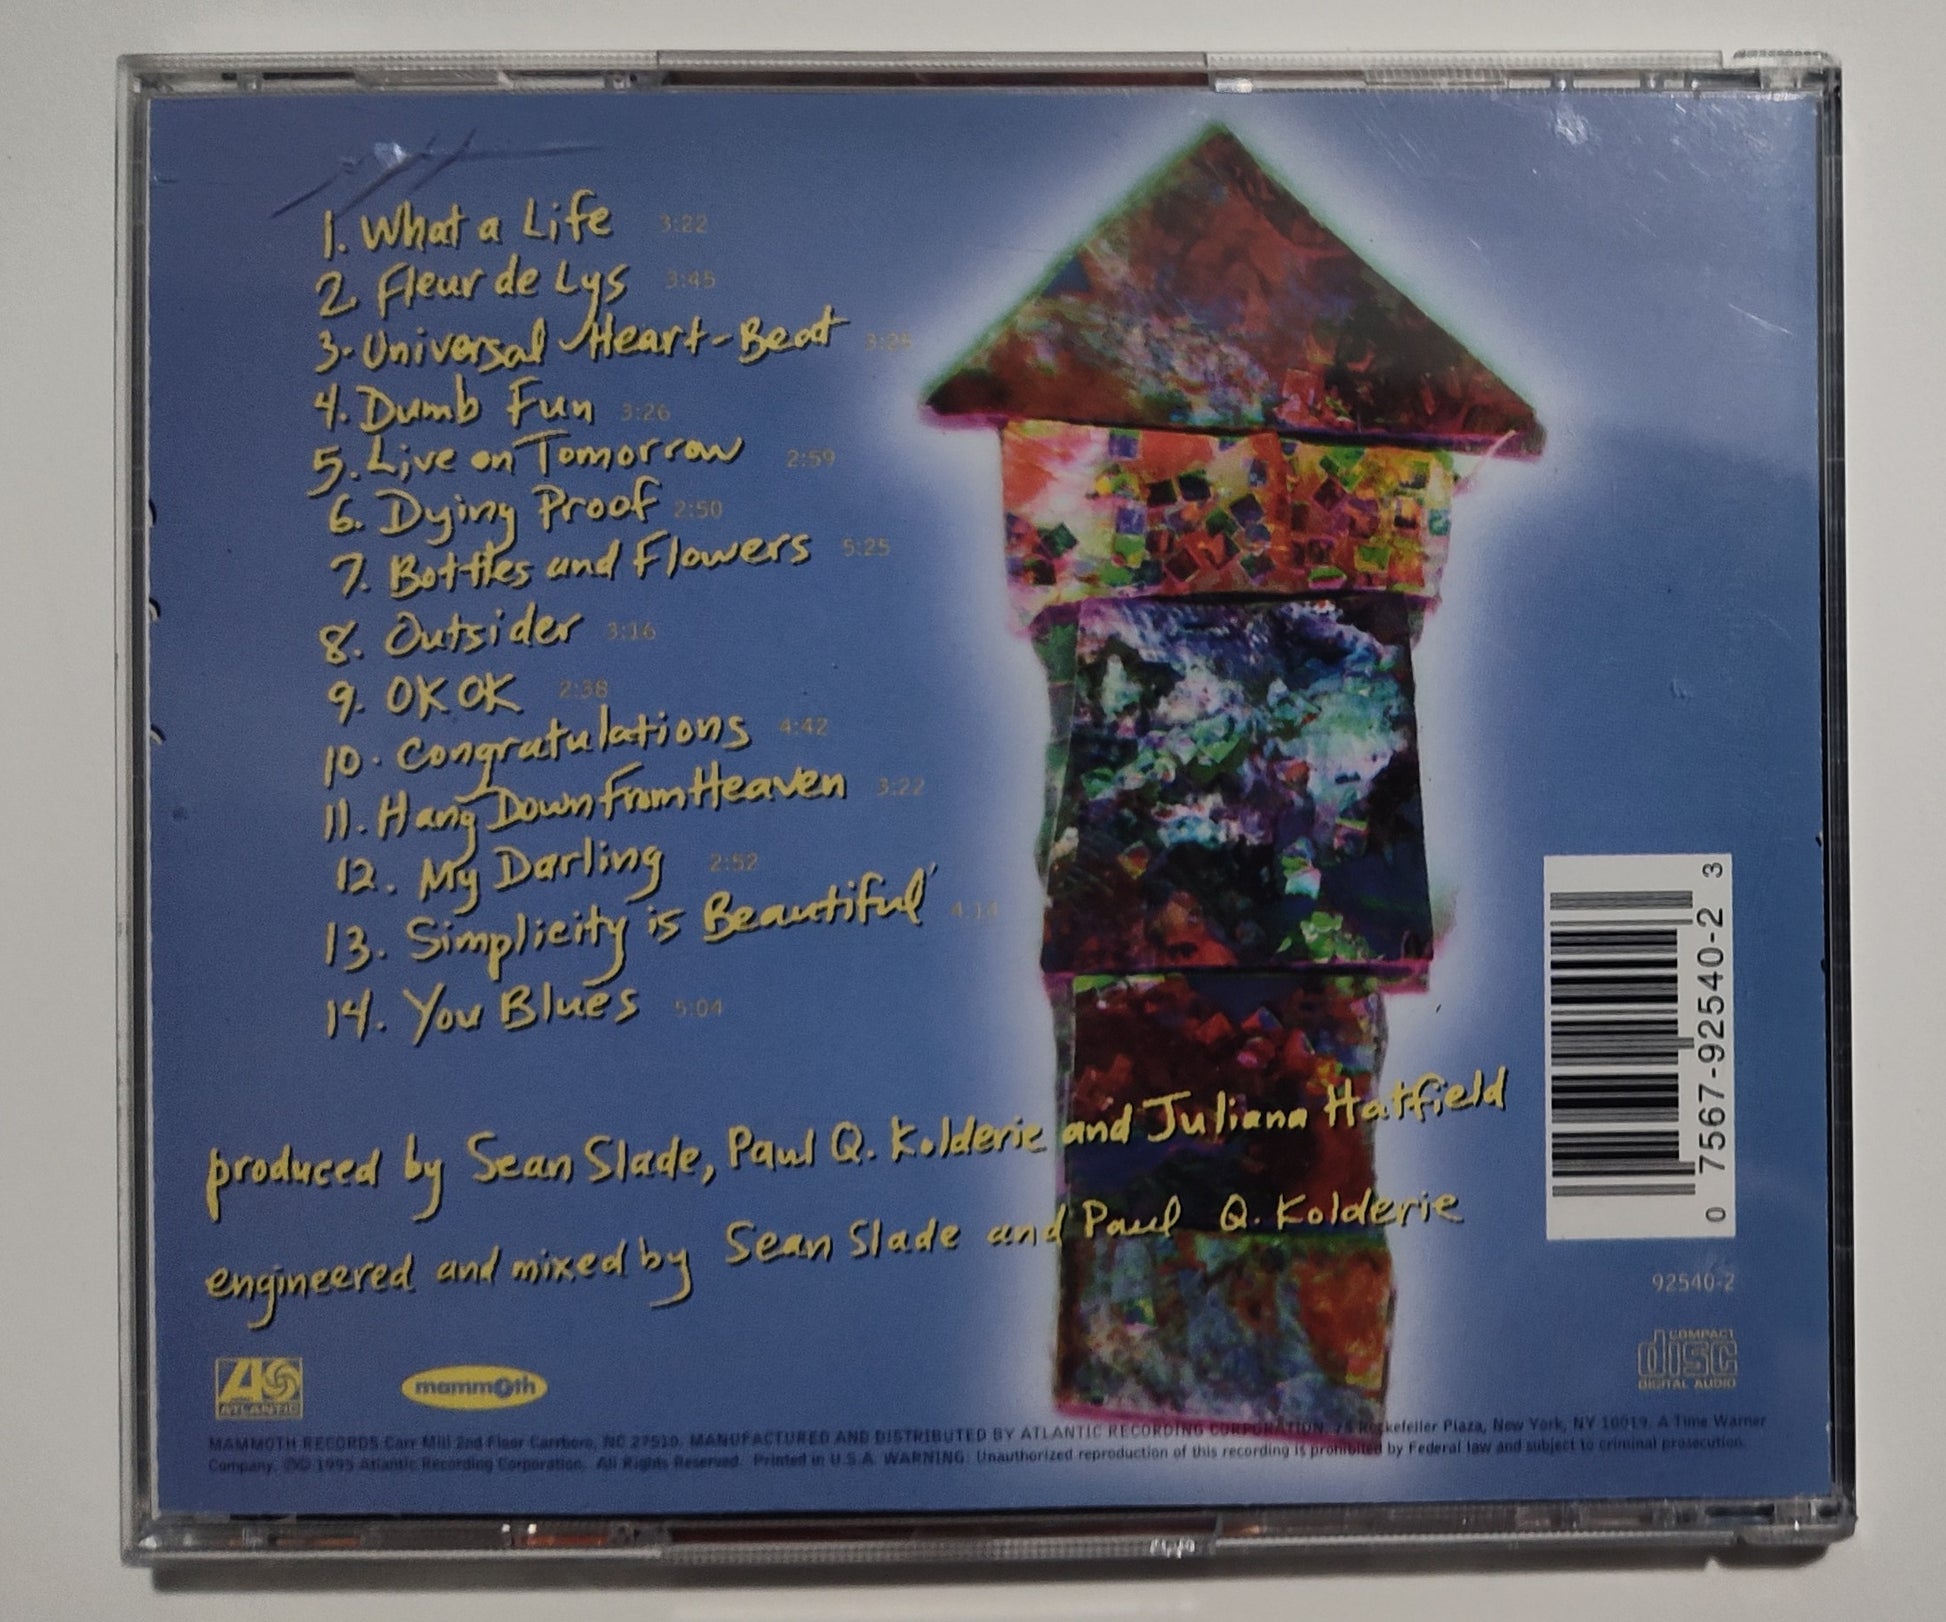 1. What a Life 3:22
2. Fleur de Lys 3:45
3. Universal Heart-Beat 3:25
4. Dumb Fun 3:26
5. Live on Tomorrow 2:59
6. Dying Proof 2:50
7. Bottles and Flowers 5:25
8. Outsider 3:16
9. OK OK 2:38
10. Congratulations 4:42
11. Hang Down From Heaven 3:22
12. My Darling 2:52
13. Simplicity is Beautiful 4:14
14. You Blues 5:04
produced by Sean Slade, Paul Q. Kolderie and Juliana Hatfield
engineered and mixed by Sean Slade and Paul Q. Kolderie
0 7567-92540-2 3
92540-2
ATLANTIC
mammoth
COMPACT
disc
DIGITAL AUDIO
MAMMOTH RECORDS Carr Mill 2nd Floor Carrboro, NC 27510. MANUFACTURED AND DISTRIBUTED BY ATLANTIC RECORDING CORPORATION, 75 Rockefeller Plaza, New York, NY 10019. A Time Warner
Company. ℗© 1995 Atlantic Recording Corporation. All Rights Reserved. Printed in U.S.A. WARNING: Unauthorized reproduction of this recording is prohibited by Federal law and subject to criminal prosecution.